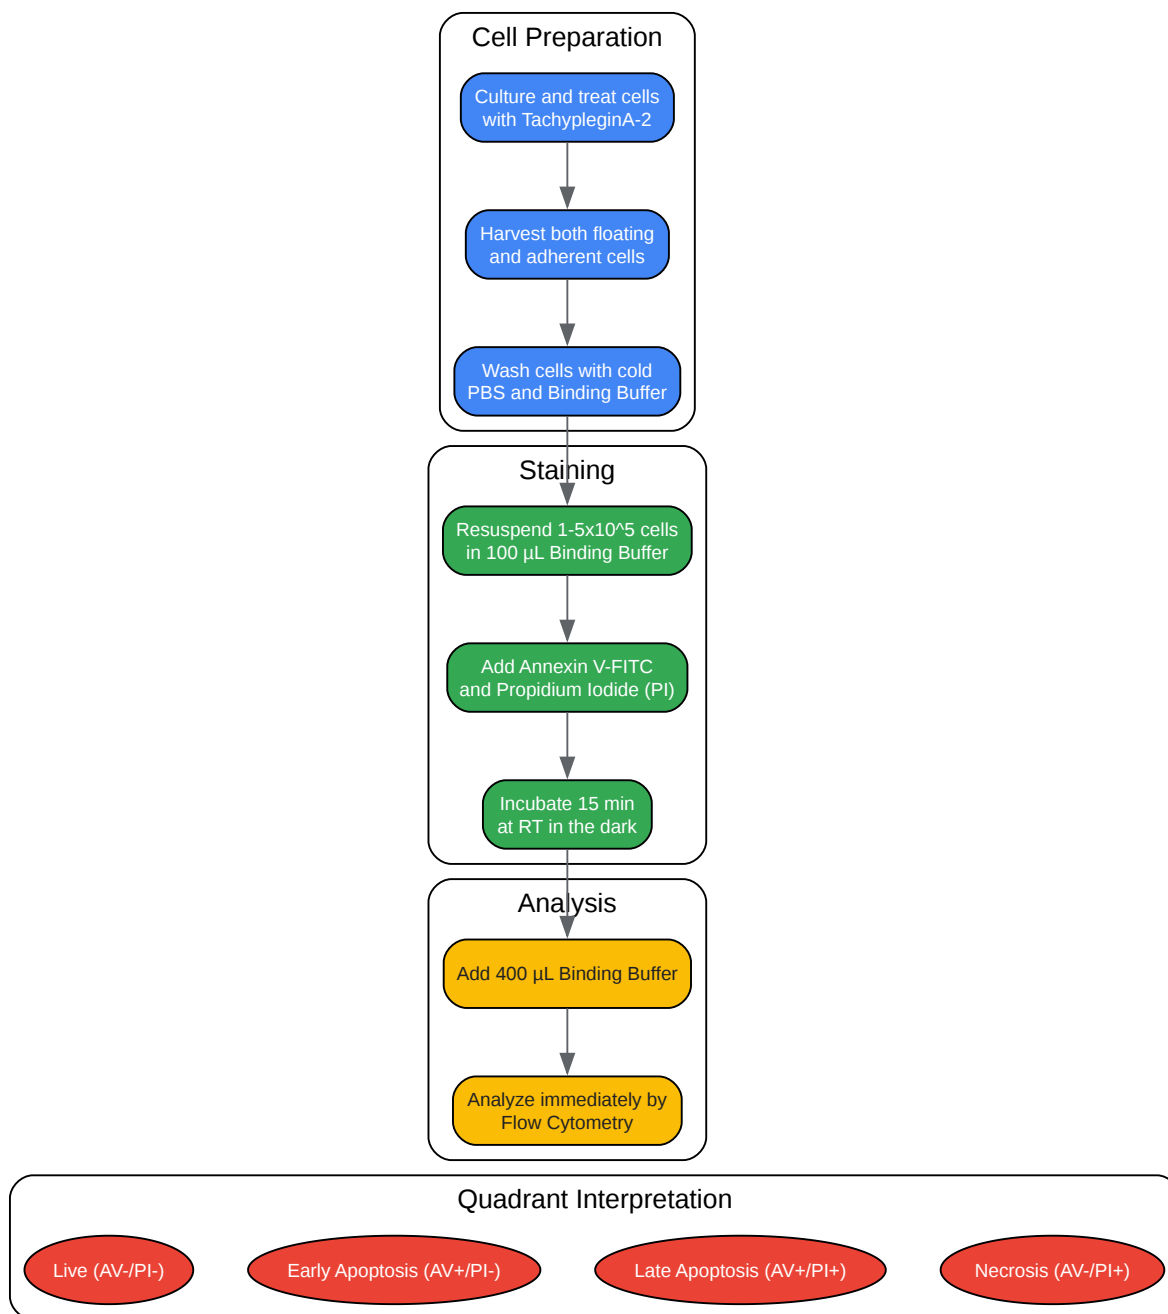 Cell Preparation
Culture and treat cells
with TachypleginA-2
Harvest both floating
and adherent cells
Wash cells with cold
PBS and Binding Buffer
Staining
Resuspend 1-5x10^5 cells
in 100 µL Binding Buffer
Add Annexin V-FITC
and Propidium Iodide (PI)
Incubate 15 min
at RT in the dark
Analysis
Add 400 µL Binding Buffer
Analyze immediately by
Flow Cytometry
Quadrant Interpretation
Live (AV-/PI-)
Early Apoptosis (AV+/PI-)
Late Apoptosis (AV+/PI+)
Necrosis (AV-/PI+)